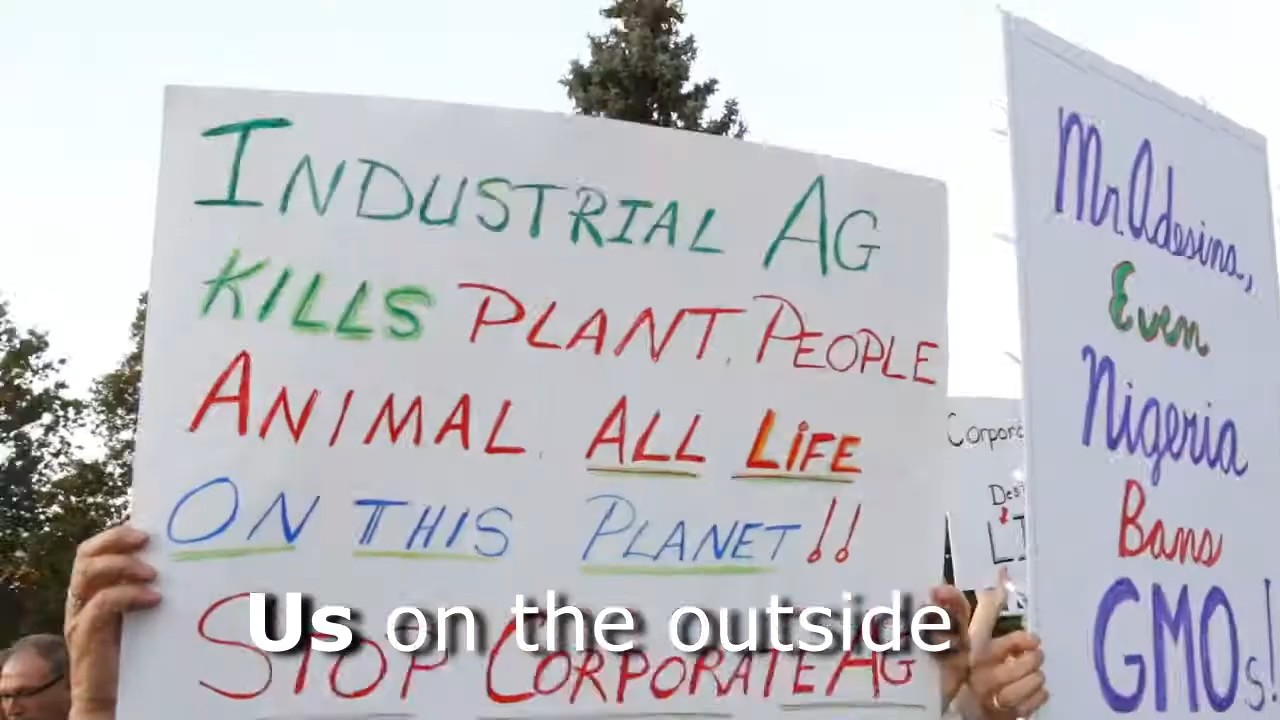 INDUSTRIAL AG
KILLS PLANT, PEOPLE
ANIMAL, ALL LIFE
ON THIS PLANET!!
STOP CORPORATE AG
Us on the outside
Mr Adesina,
Even
Nigeria
Bans
GMOs!